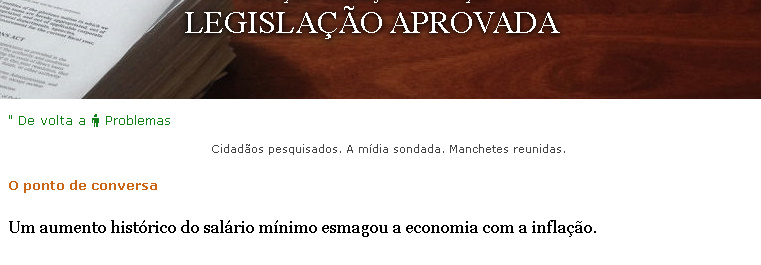 LEGISLAÇÃO APROVADA
" De volta a Problemas
Cidadãos pesquisados. A mídia sondada. Manchetes reunidas.
O ponto de conversa
Um aumento histórico do salário mínimo esmagou a economia com a inflação.